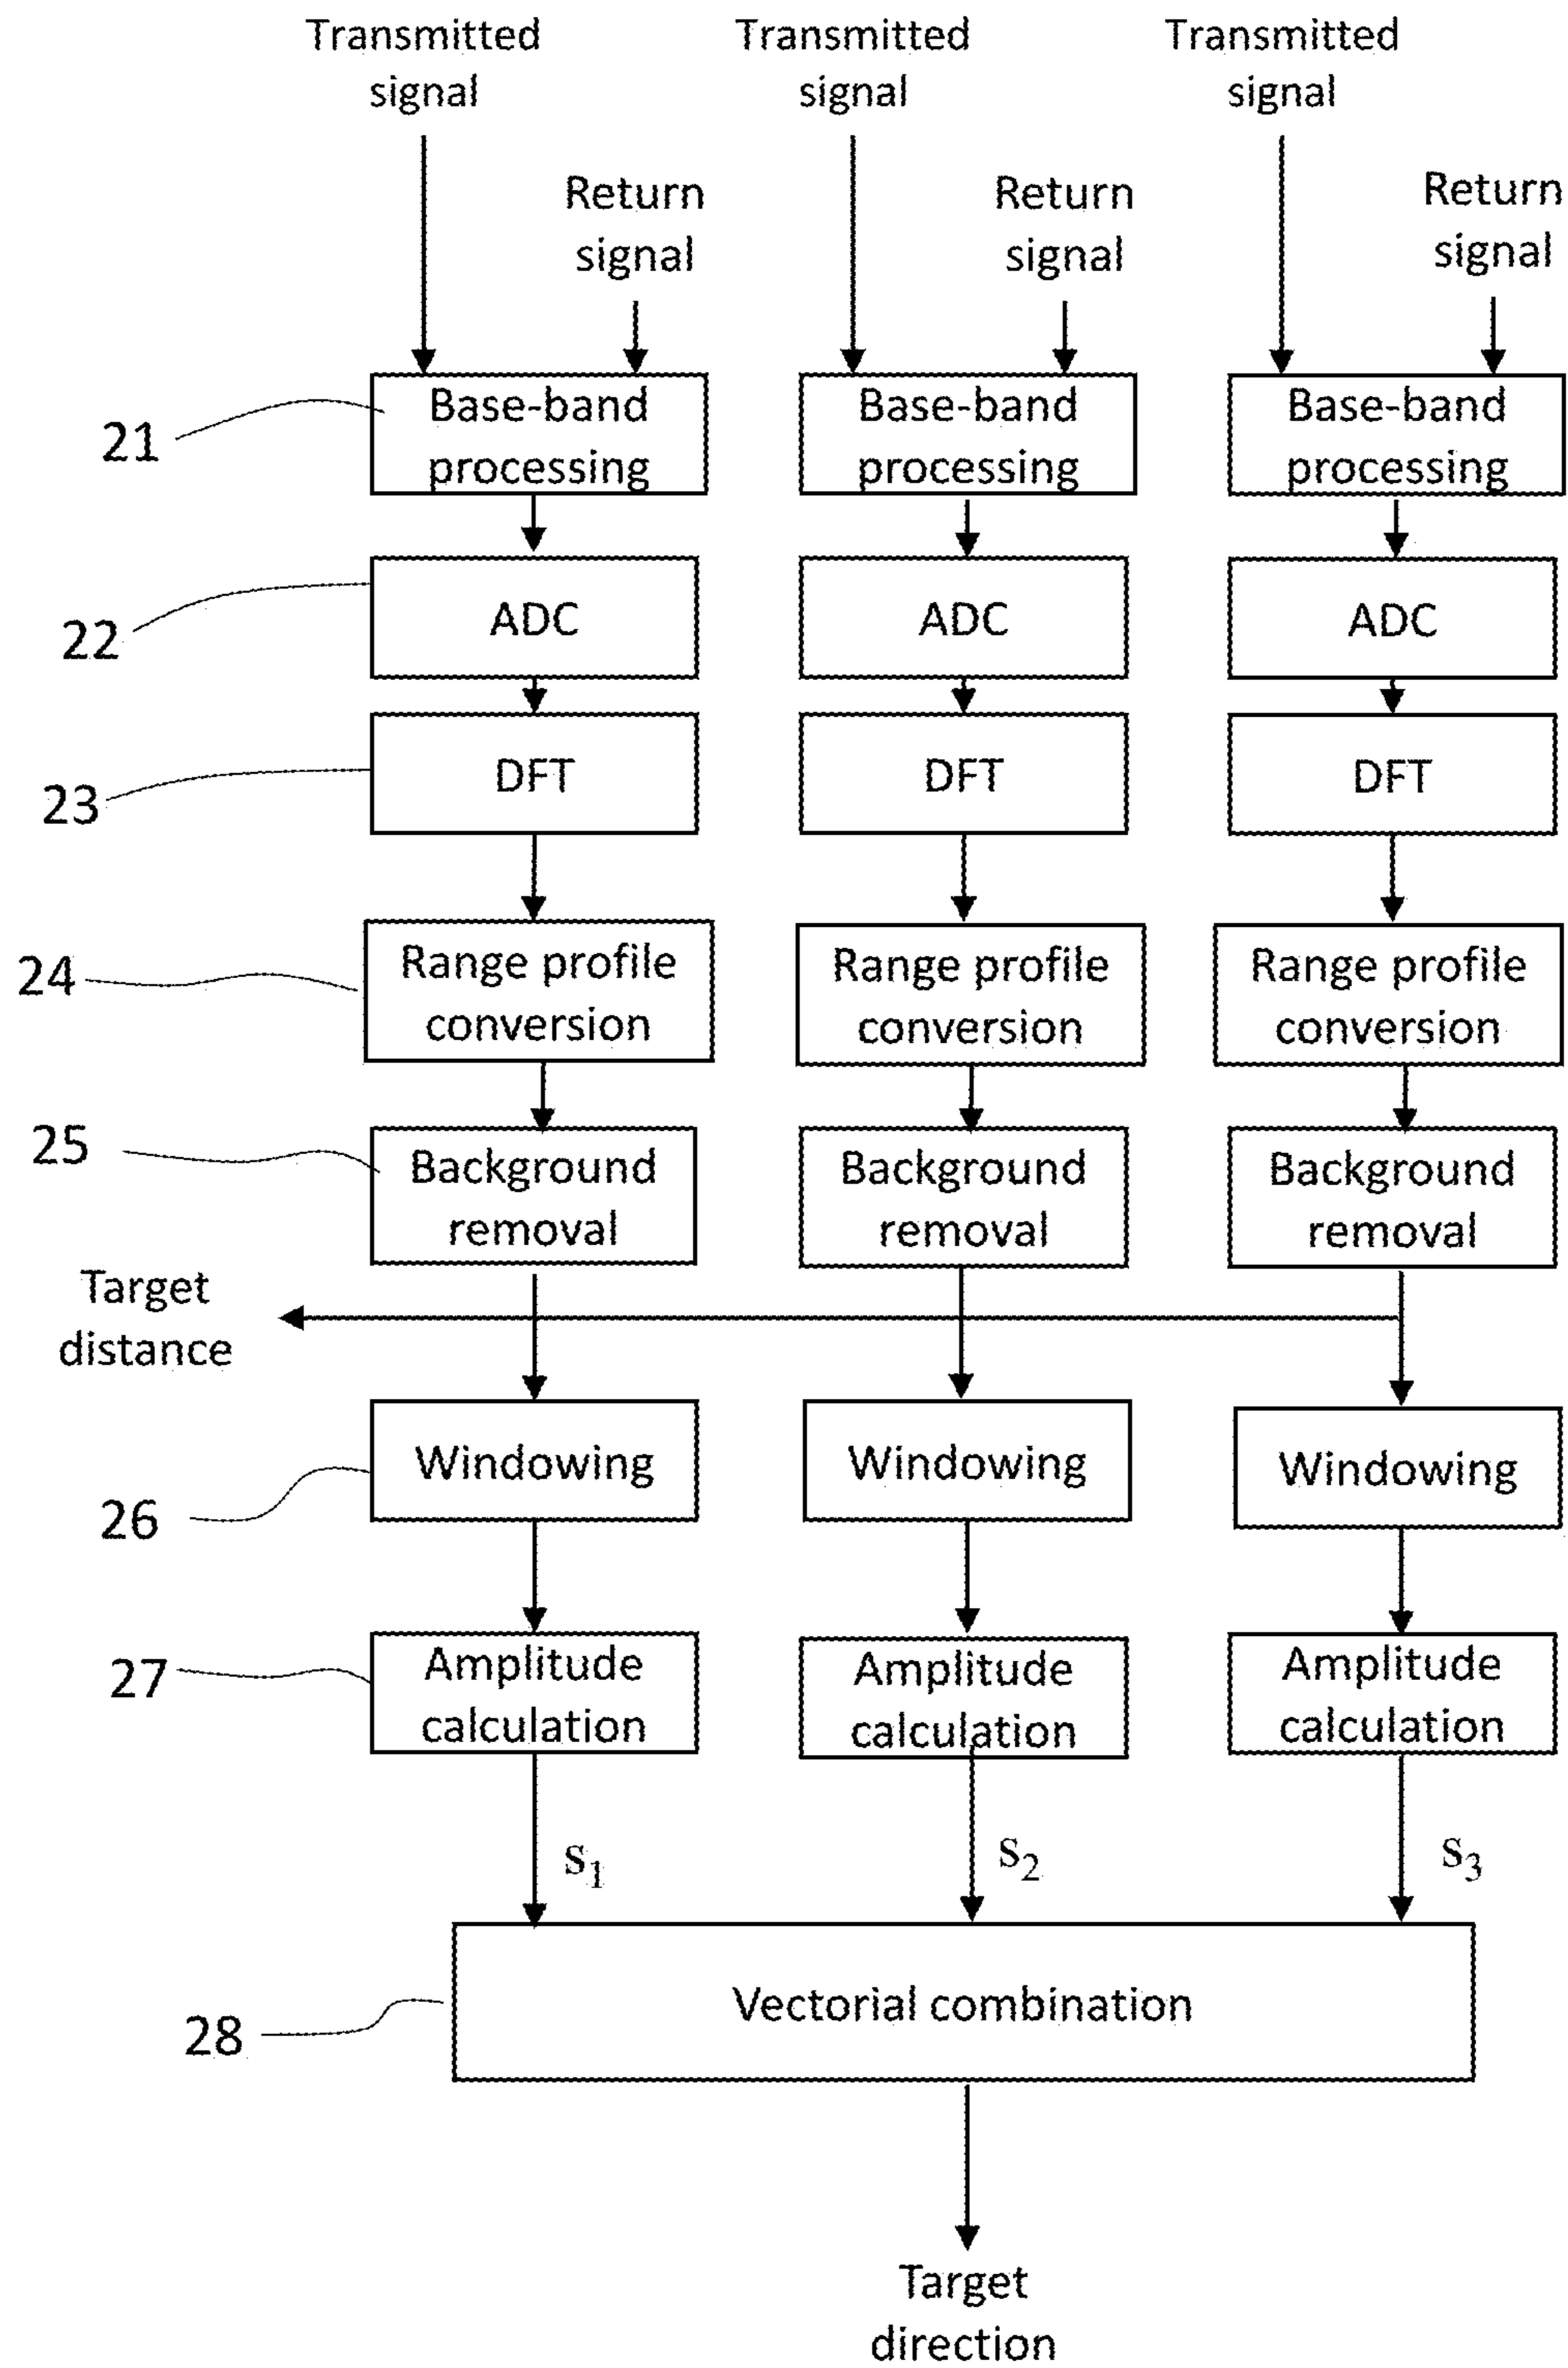 Transmitted Transmitted Transmitted
signal signal signal
Return Return Return
signal signal signal
21 Base-band Base-band Base-band
processing processing processing
22 ADC ADC ADC
23 DFT DFT DFT
24 Range profile Range profile Range profile
conversion conversion conversion
25 Background Background Background
removal removal removal
Target
distance
26 Windowing Windowing Windowing
27 Amplitude Amplitude Amplitude
calculation calculation calculation
s₁ s₂ s₃
28 Vectorial combination
Target
direction